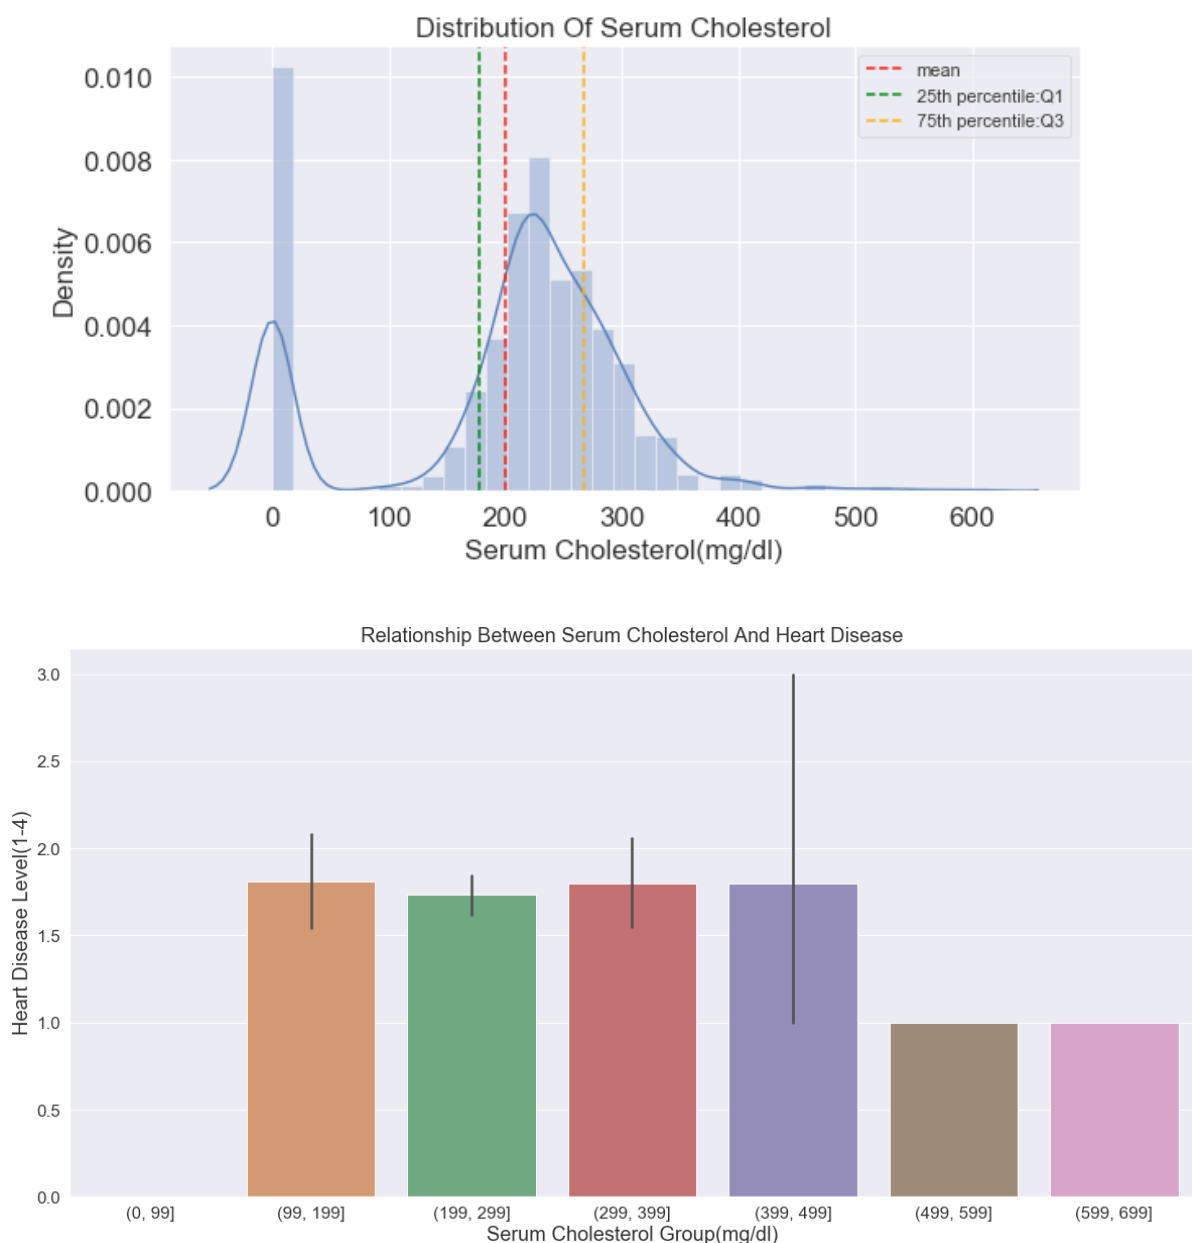 Distribution Of Serum Cholesterol
mean
25th percentile:Q1
75th percentile:Q3
0.010
0.008
0.006
0.004
0.002
0.000
Density
0 100 200 300 400 500 600
Serum Cholesterol(mg/dl)
Relationship Between Serum Cholesterol And Heart Disease
3.0
2.5
2.0
1.5
1.0
0.5
0.0
Heart Disease Level(1-4)
(0, 99] (99, 199] (199, 299] (299, 399] (399, 499] (499, 599] (599, 699]
Serum Cholesterol Group(mg/dl)